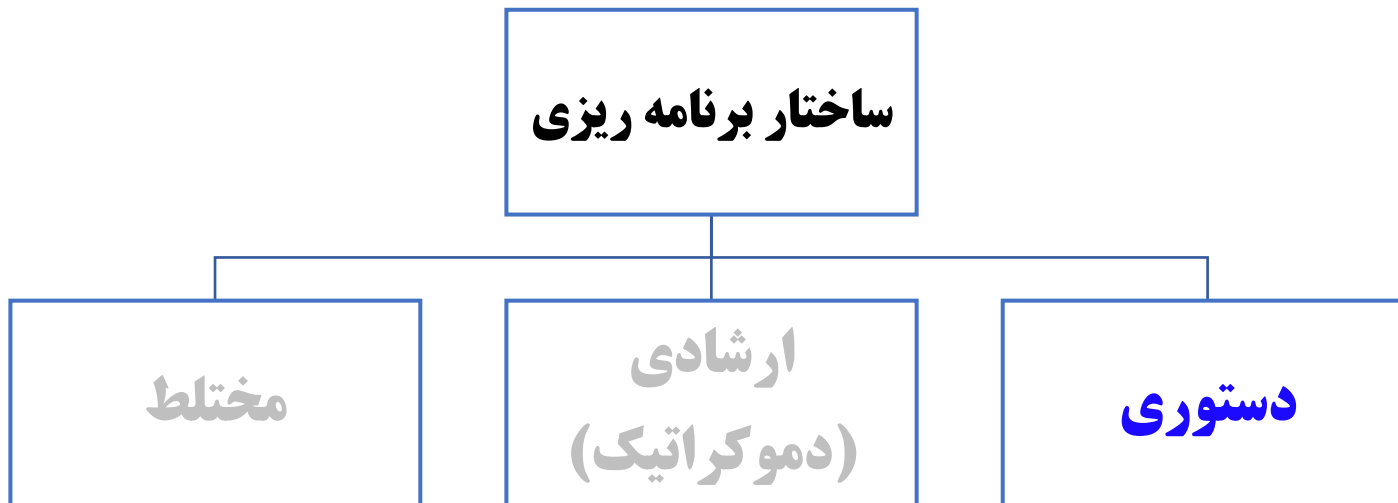 ساختار برنامه ریزی
دستوری
ارشادی
(دموکراتیک)
مختلط